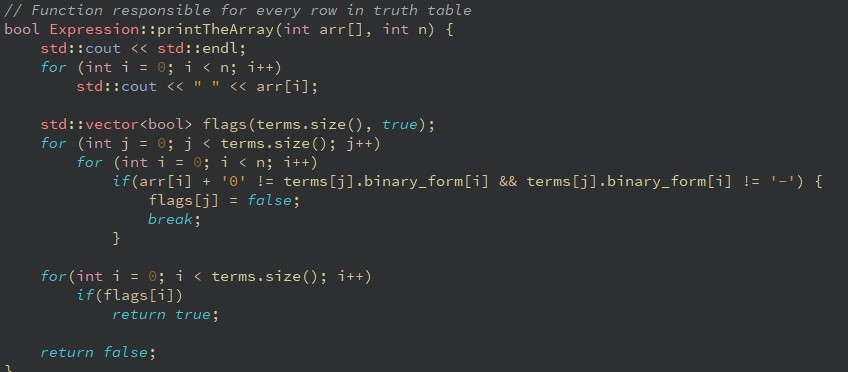 // Function responsible for every row in truth table
bool Expression::printTheArray(int arr[], int n) {
    std::cout << std::endl;
    for (int i = 0; i < n; i++)
        std::cout << " " << arr[i];

    std::vector<bool> flags(terms.size(), true);
    for (int j = 0; j < terms.size(); j++)
        for (int i = 0; i < n; i++)
            if(arr[i] + '0' != terms[j].binary_form[i] && terms[j].binary_form[i] != '-') {
                flags[j] = false;
                break;
            }

    for(int i = 0; i < terms.size(); i++)
        if(flags[i])
            return true;

    return false;
}